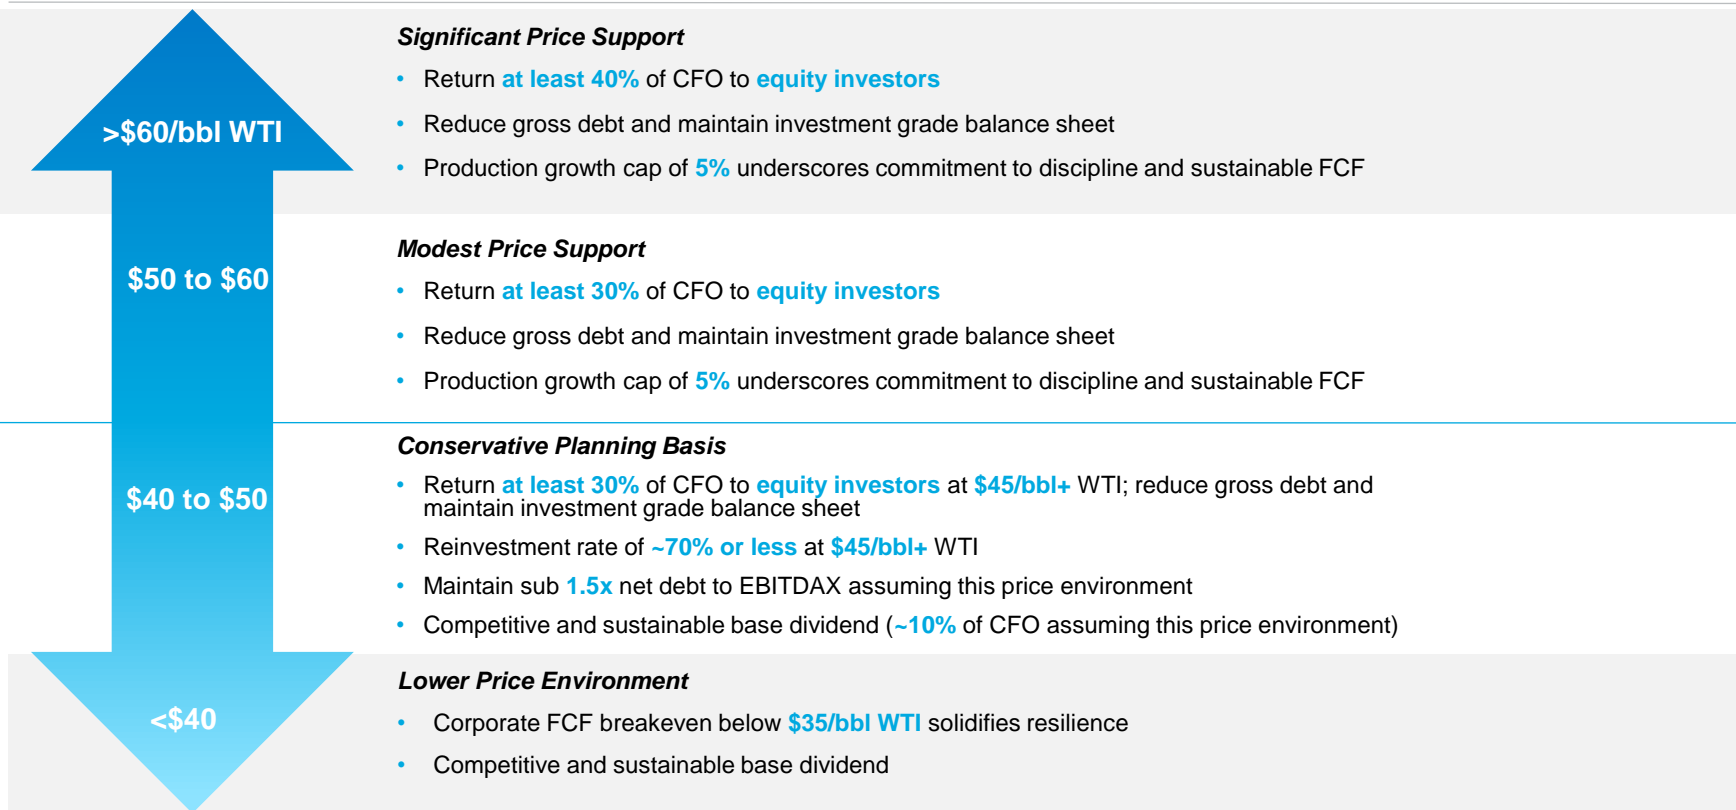 >$60/bbl WTI
Significant Price Support
• Return at least 40% of CFO to equity investors
• Reduce gross debt and maintain investment grade balance sheet
• Production growth cap of 5% underscores commitment to discipline and sustainable FCF
$50 to $60
Modest Price Support
• Return at least 30% of CFO to equity investors
• Reduce gross debt and maintain investment grade balance sheet
• Production growth cap of 5% underscores commitment to discipline and sustainable FCF
$40 to $50
Conservative Planning Basis
• Return at least 30% of CFO to equity investors at $45/bbl+ WTI; reduce gross debt and
maintain investment grade balance sheet
• Reinvestment rate of ~70% or less at $45/bbl+ WTI
• Maintain sub 1.5x net debt to EBITDAX assuming this price environment
• Competitive and sustainable base dividend (~10% of CFO assuming this price environment)
<$40
Lower Price Environment
• Corporate FCF breakeven below $35/bbl WTI solidifies resilience
• Competitive and sustainable base dividend